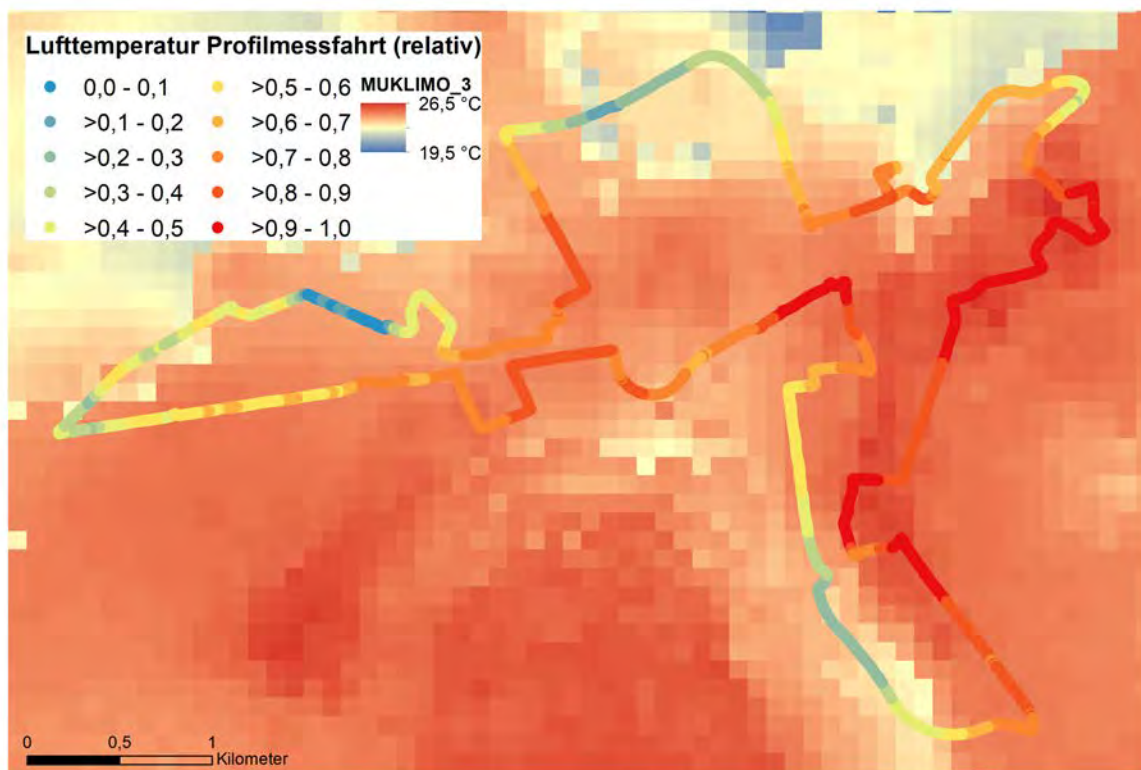 Lufttemperatur Profilmessfahrt (relativ)
0,0 - 0,1
>0,1 - 0,2
>0,2 - 0,3
>0,3 - 0,4
>0,4 - 0,5
>0,5 - 0,6
>0,6 - 0,7
>0,7 - 0,8
>0,8 - 0,9
>0,9 - 1,0
MUKLIMO_3
26,5 °C
19,5 °C
0 0,5 1
Kilometer